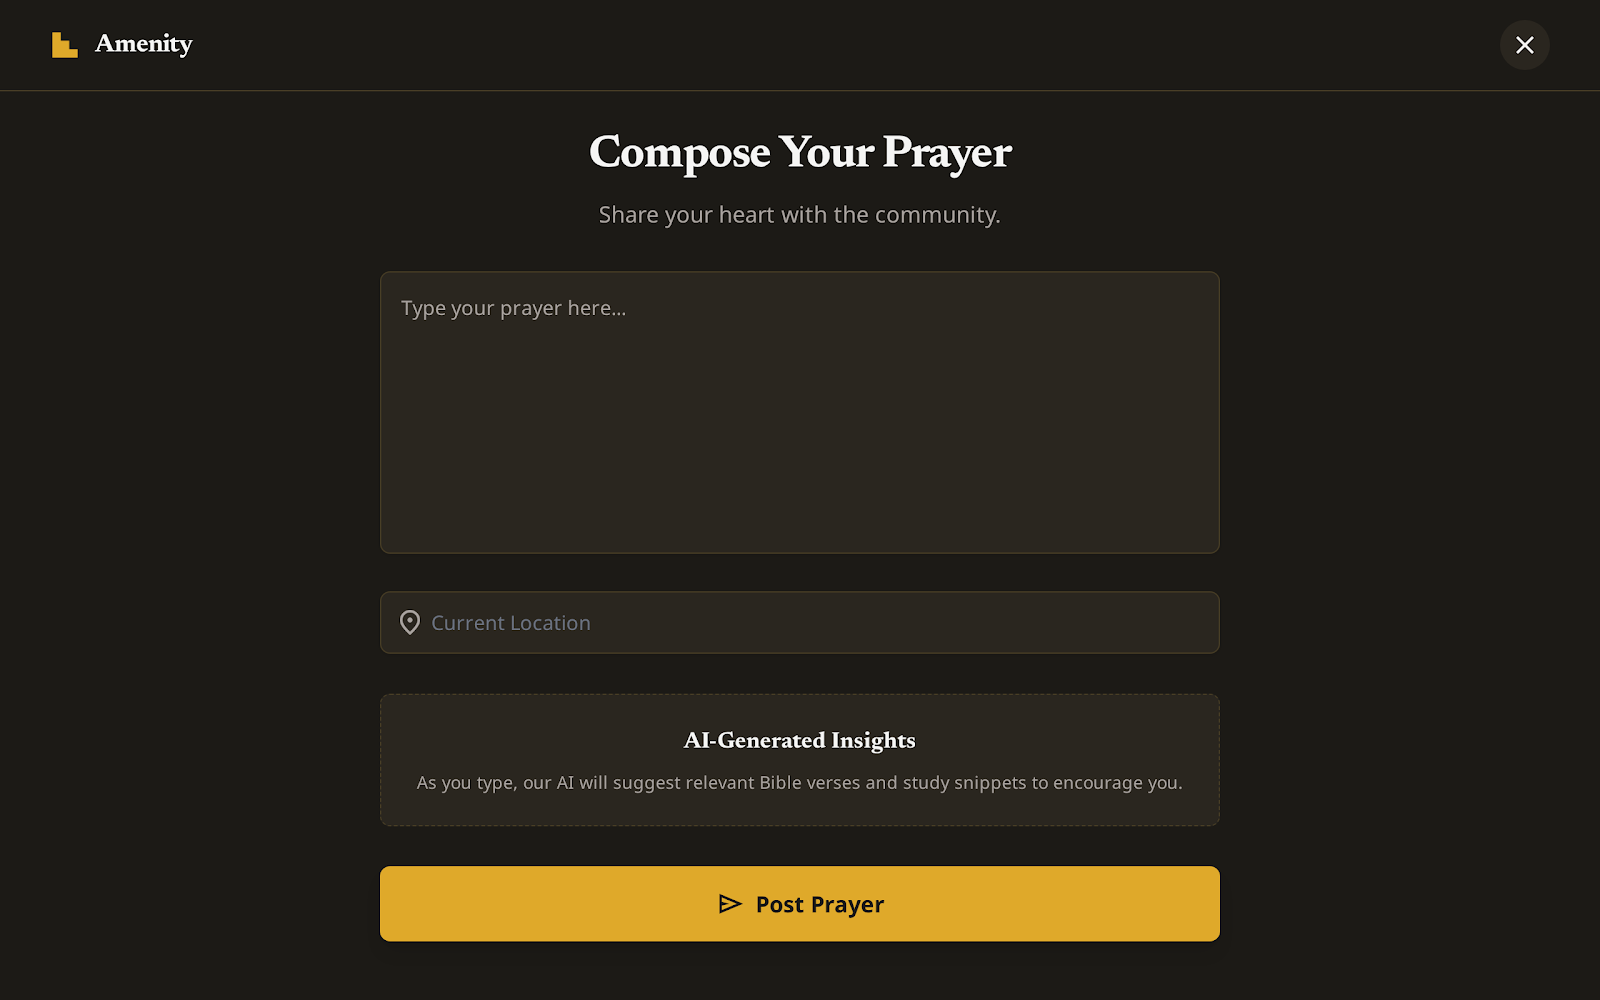 Amenity
Compose Your Prayer
Share your heart with the community.
Type your prayer here...
Current Location
AI-Generated Insights
As you type, our AI will suggest relevant Bible verses and study snippets to encourage you.
Post Prayer